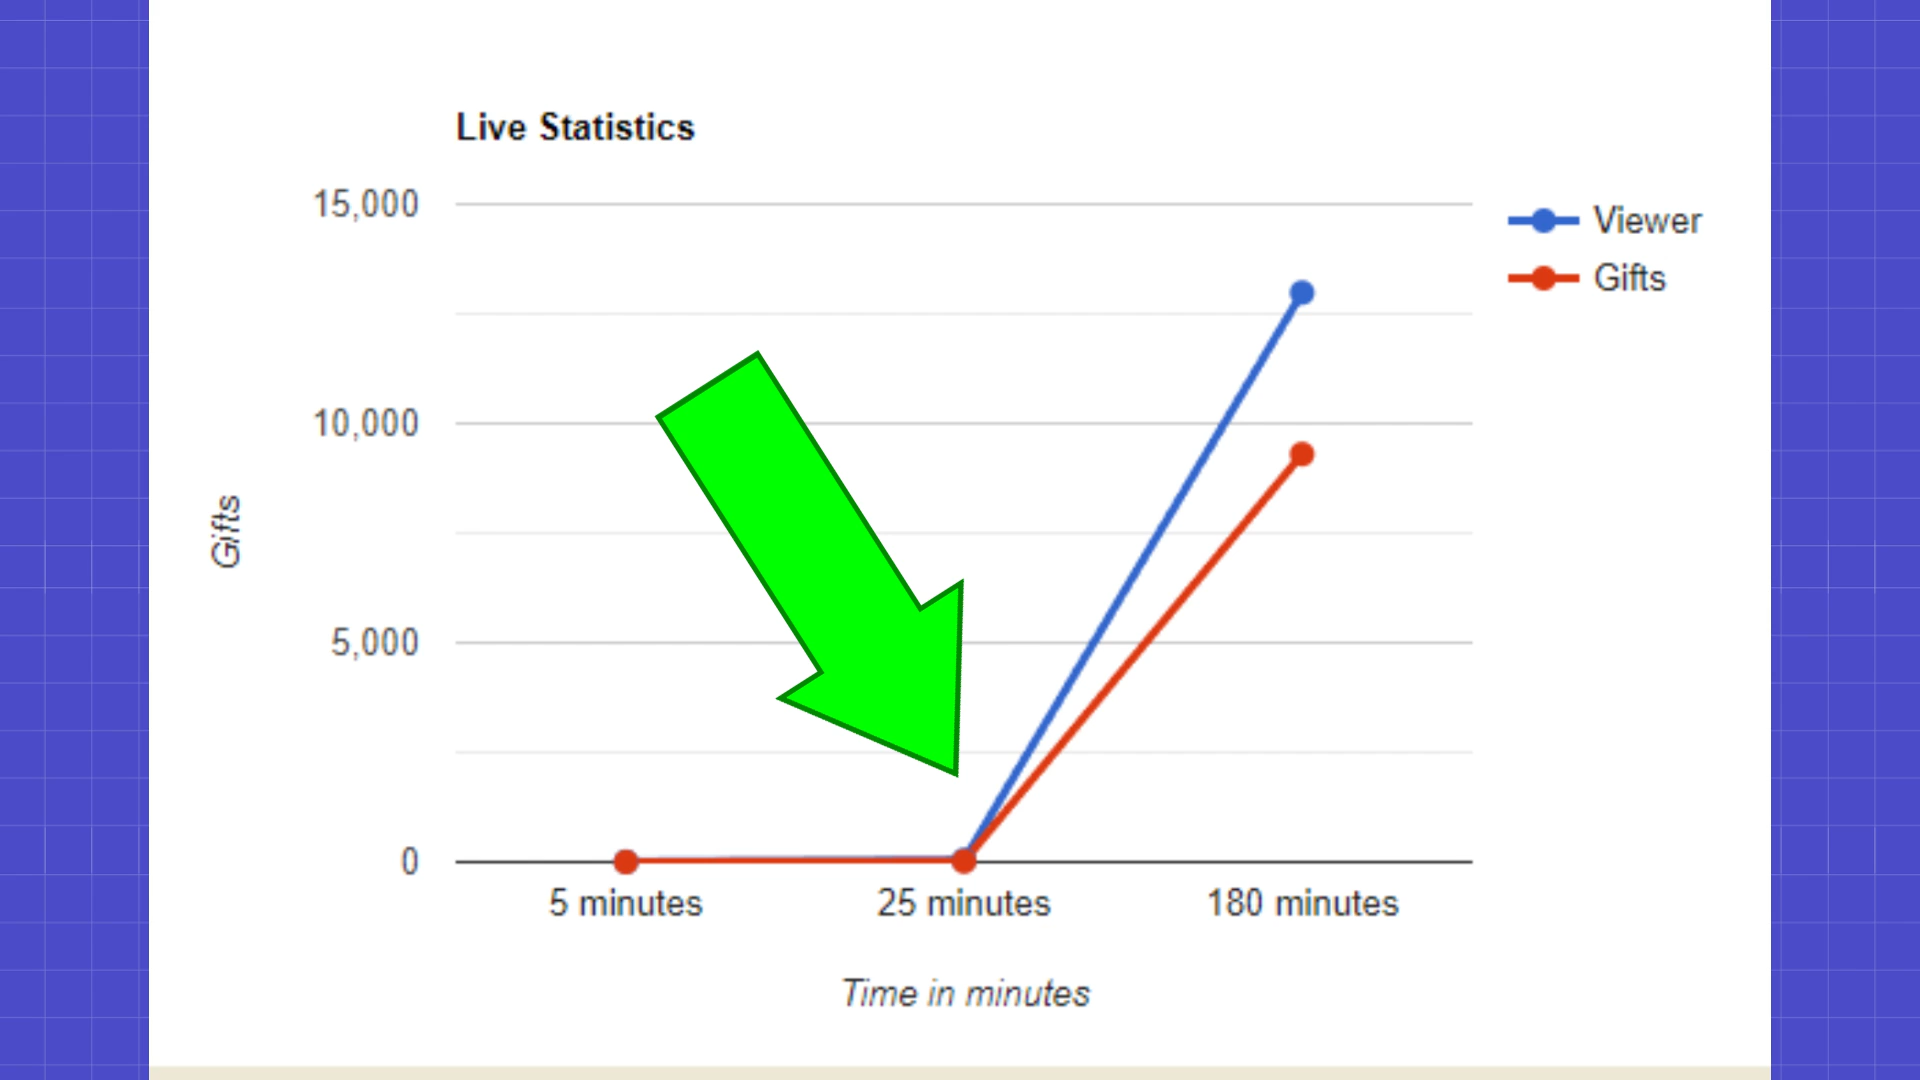 Live Statistics
15,000
10,000
5,000
0
Gifts
Viewer
Gifts
5 minutes
25 minutes
180 minutes
Time in minutes